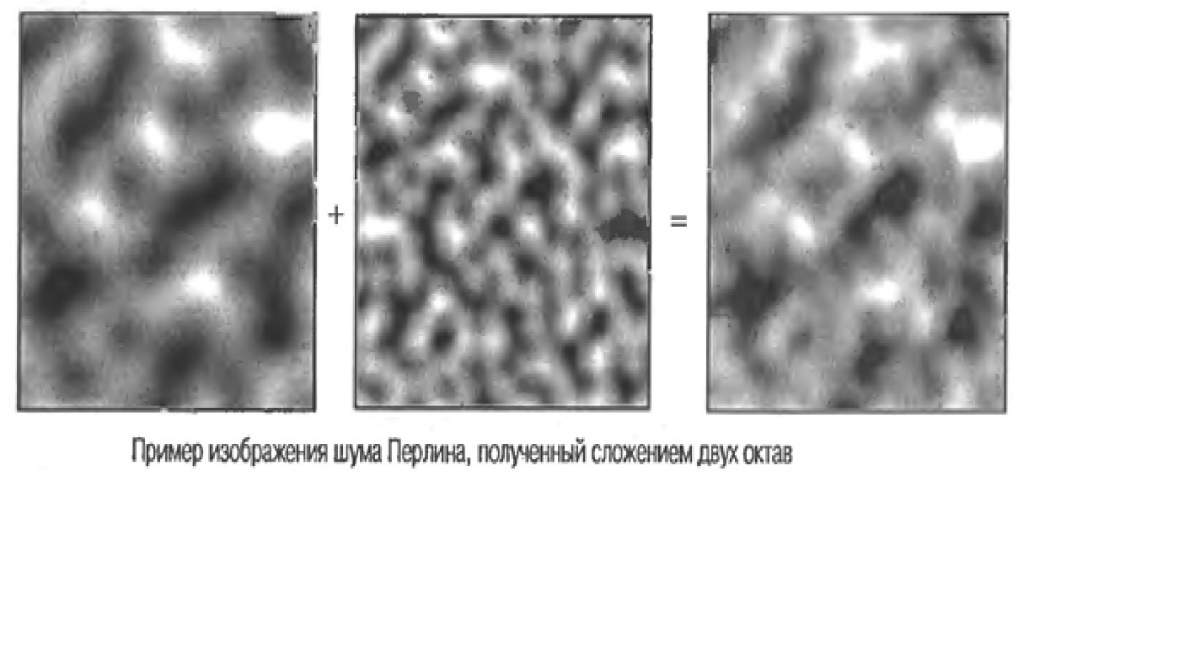 +
=
Пример изображения шума Перлина, полученный сложением двух октав